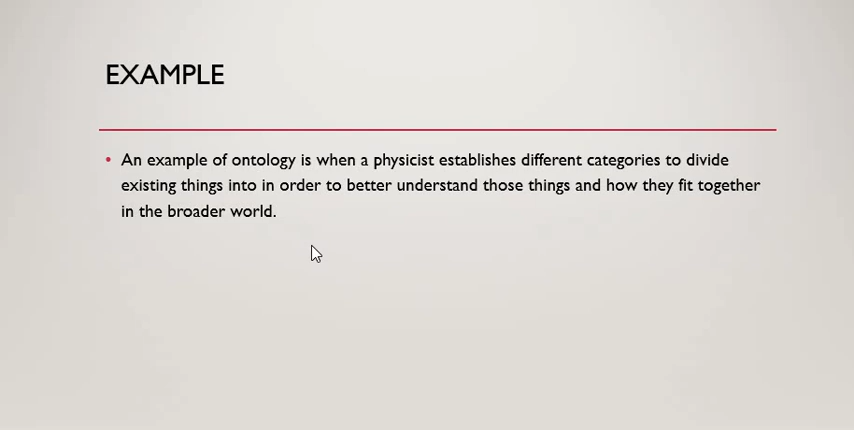 EXAMPLE
• An example of ontology is when a physicist establishes different categories to divide
existing things into in order to better understand those things and how they fit together
in the broader world.